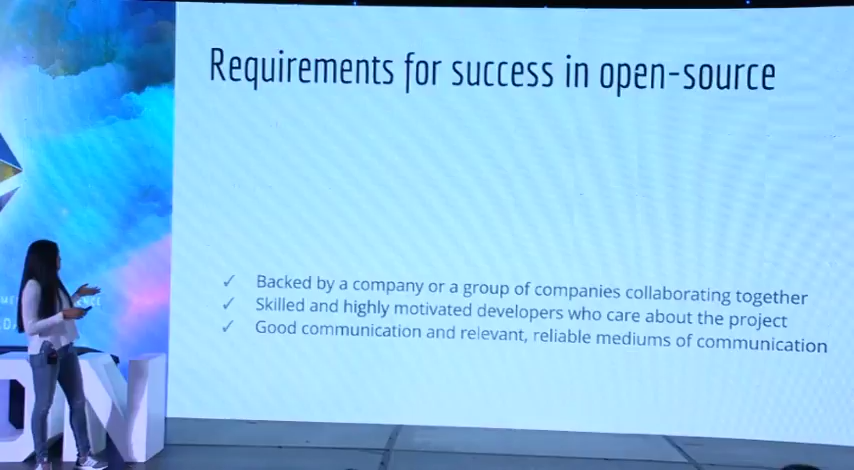 Requirements for success in open-source
✓ Backed by a company or a group of companies collaborating together
✓ Skilled and highly motivated developers who care about the project
✓ Good communication and relevant, reliable mediums of communication
ON